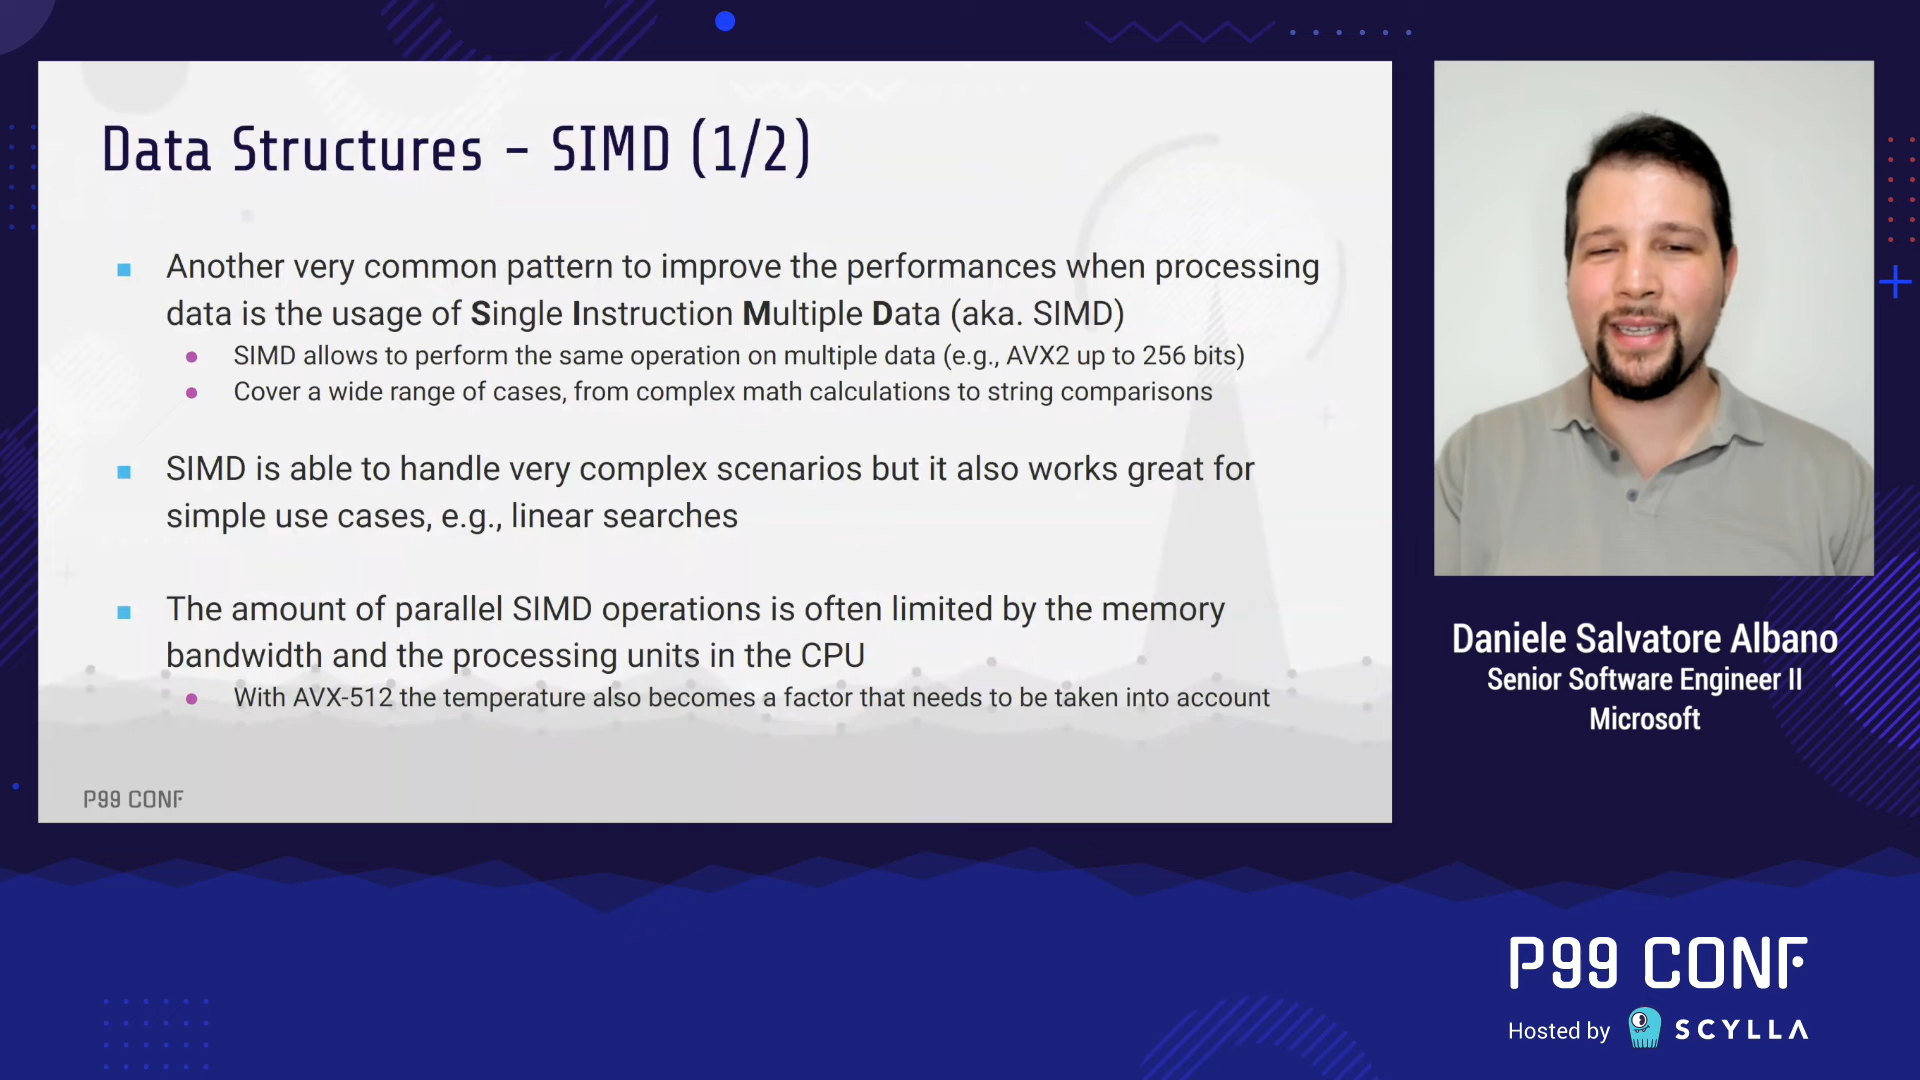 Data Structures – SIMD (1/2)
Another very common pattern to improve the performances when processing
data is the usage of Single Instruction Multiple Data (aka. SIMD)
SIMD allows to perform the same operation on multiple data (e.g., AVX2 up to 256 bits)
Cover a wide range of cases, from complex math calculations to string comparisons
SIMD is able to handle very complex scenarios but it also works great for
simple use cases, e.g., linear searches
The amount of parallel SIMD operations is often limited by the memory
bandwidth and the processing units in the CPU
With AVX-512 the temperature also becomes a factor that needs to be taken into account
P99 CONF
Daniele Salvatore Albano
Senior Software Engineer II
Microsoft
P99 CONF
Hosted by SCYLLA